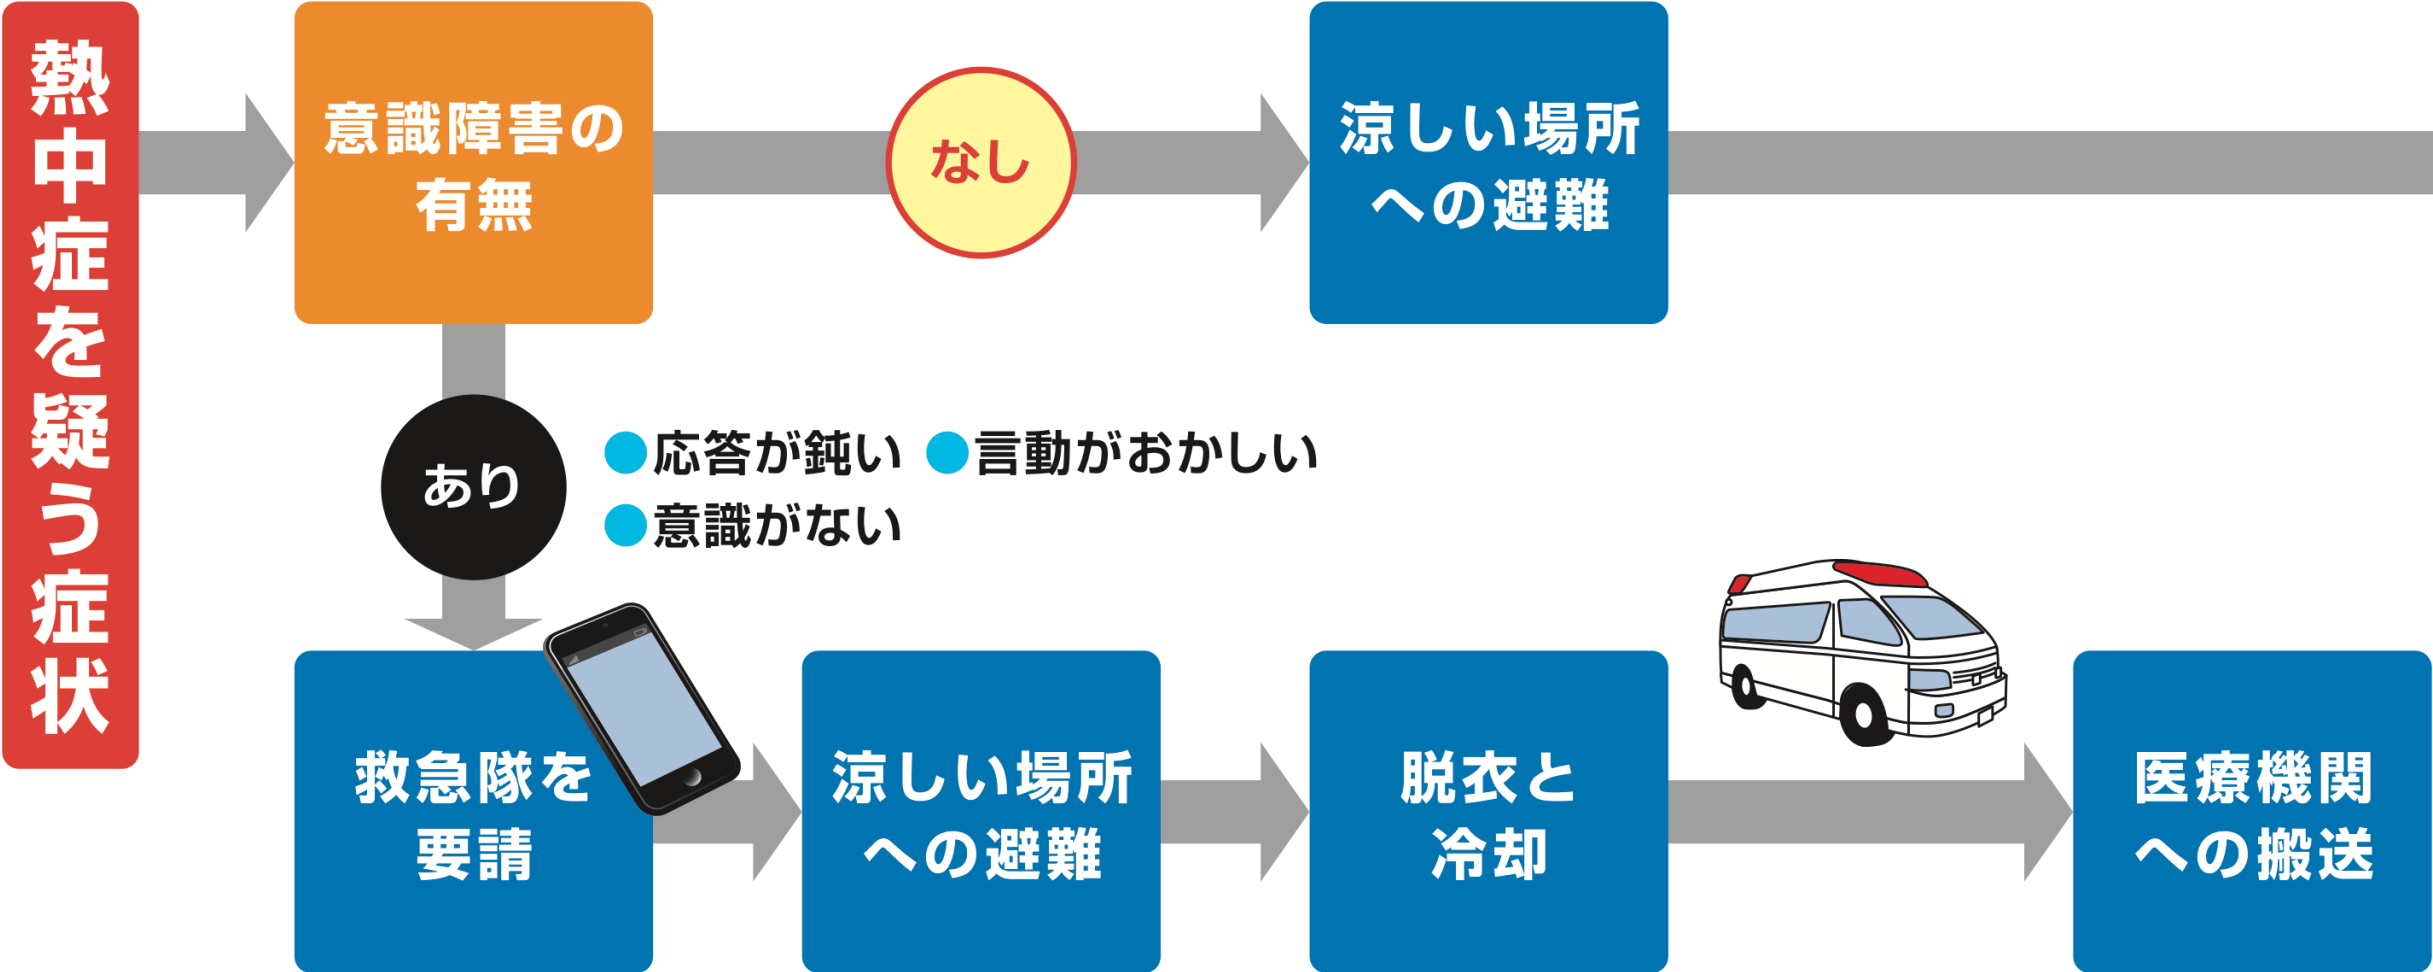 熱中症を疑う症状
意識障害の
有無
なし
涼しい場所
への避難
あり
●応答が鈍い ●言動がおかしい
●意識がない
救急隊を
要請
涼しい場所
への避難
脱衣と
冷却
医療機関
への搬送